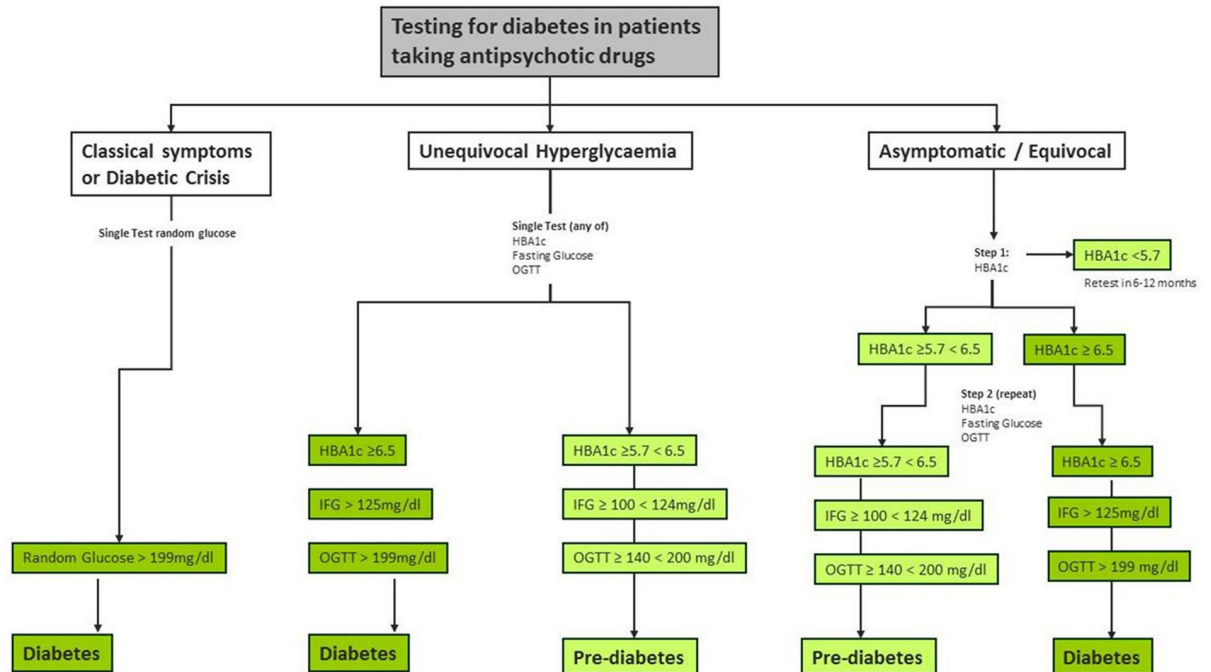 Testing for diabetes in patients
taking antipsychotic drugs
Classical symptoms
or Diabetic Crisis
Unequivocal Hyperglycaemia
Asymptomatic / Equivocal
Single Test random glucose
Single Test (any of)
HBA1c
Fasting Glucose
OGTT
Step 1:
HBA1c
HBA1c <5.7
Retest in 6-12 months
HBA1c ≥5.7 < 6.5
HBA1c ≥ 6.5
Step 2 (repeat)
HBA1c
Fasting Glucose
OGTT
HBA1c ≥6.5
HBA1c ≥5.7 < 6.5
HBA1c ≥5.7 < 6.5
HBA1c ≥ 6.5
IFG > 125mg/dl
IFG ≥ 100 < 124mg/dl
IFG ≥ 100 < 124 mg/dl
IFG > 125mg/dl
Random Glucose > 199mg/dl
OGTT > 199mg/dl
OGTT ≥ 140 < 200 mg/dl
OGTT ≥ 140 < 200 mg/dl
OGTT > 199 mg/dl
Diabetes
Diabetes
Pre-diabetes
Pre-diabetes
Diabetes